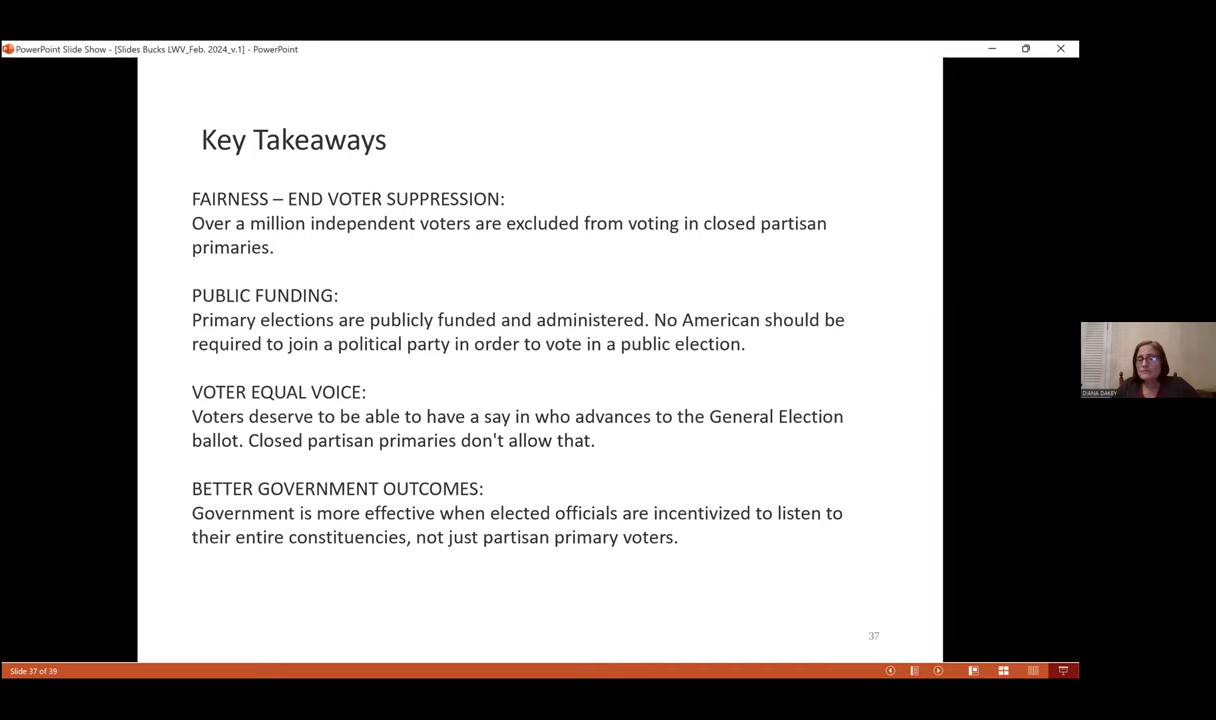 PowerPoint Slide Show - [Slides Bucks LWV_Feb. 2024_v.1] - PowerPoint
Key Takeaways
FAIRNESS – END VOTER SUPPRESSION:
Over a million independent voters are excluded from voting in closed partisan
primaries.
PUBLIC FUNDING:
Primary elections are publicly funded and administered. No American should be
required to join a political party in order to vote in a public election.
VOTER EQUAL VOICE:
Voters deserve to be able to have a say in who advances to the General Election
ballot. Closed partisan primaries don't allow that.
BETTER GOVERNMENT OUTCOMES:
Government is more effective when elected officials are incentivized to listen to
their entire constituencies, not just partisan primary voters.
37
Slide 37 of 39
DIANA DAKEY